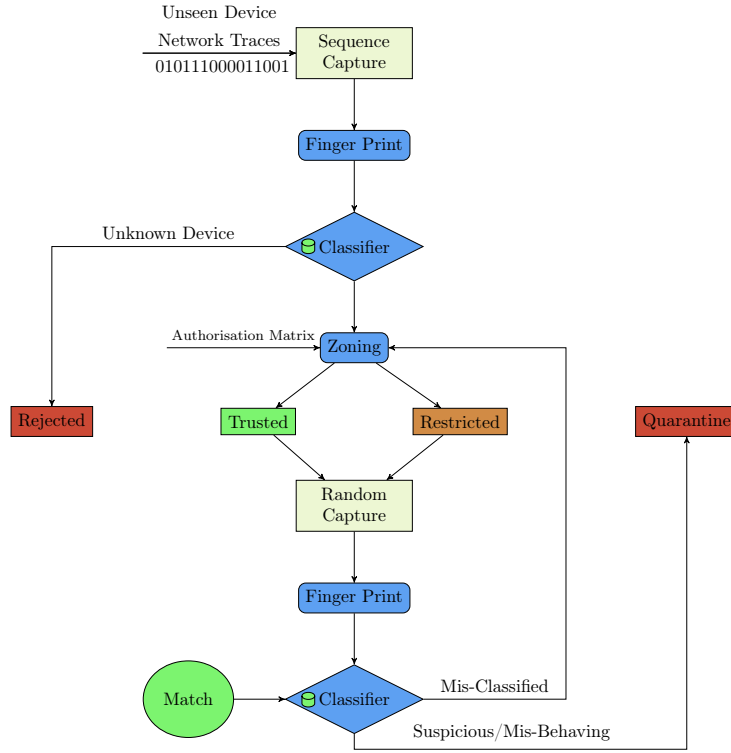 Unseen Device
Network Traces
010111000011001
Sequence
Capture
Finger Print
Unknown Device
Classifier
Authorisation Matrix
Zoning
Rejected
Trusted
Restricted
Quarantine
Random
Capture
Finger Print
Match
Classifier
Mis-Classified
Suspicious/Mis-Behaving